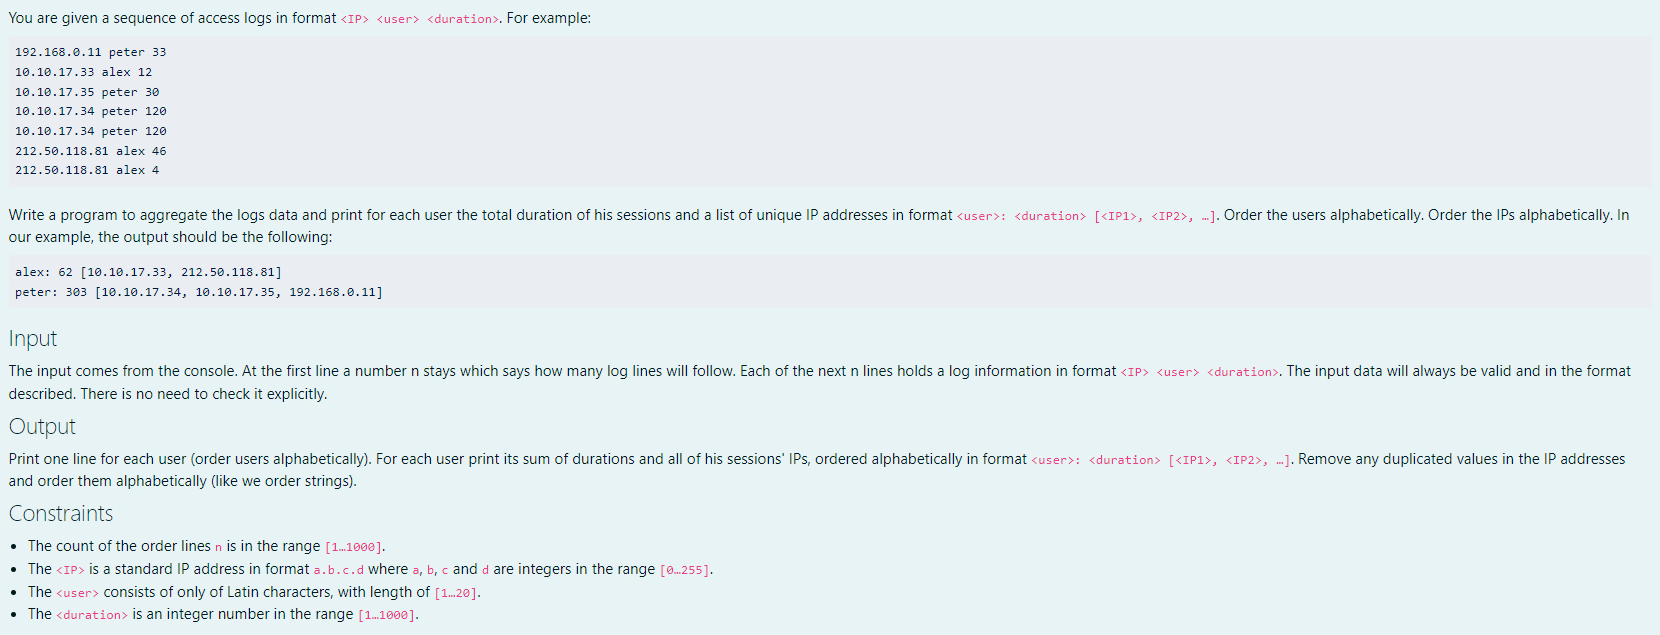 You are given a sequence of access logs in format <IP> <user> <duration>. For example:
192.168.0.11 peter 33
10.10.17.33 alex 12
10.10.17.35 peter 30
10.10.17.34 peter 120
10.10.17.34 peter 120
212.50.118.81 alex 46
212.50.118.81 alex 4
Write a program to aggregate the logs data and print for each user the total duration of his sessions and a list of unique IP addresses in format <user>: <duration> [<IP1>, <IP2>, …]. Order the users alphabetically. Order the IPs alphabetically. In
our example, the output should be the following:
alex: 62 [10.10.17.33, 212.50.118.81]
peter: 303 [10.10.17.34, 10.10.17.35, 192.168.0.11]
Input
The input comes from the console. At the first line a number n stays which says how many log lines will follow. Each of the next n lines holds a log information in format <IP> <user> <duration>. The input data will always be valid and in the format
described. There is no need to check it explicitly.
Output
Print one line for each user (order users alphabetically). For each user print its sum of durations and all of his sessions' IPs, ordered alphabetically in format <user>: <duration> [<IP1>, <IP2>, …]. Remove any duplicated values in the IP addresses
and order them alphabetically (like we order strings).
Constraints
• The count of the order lines n is in the range [1…1000].
• The <IP> is a standard IP address in format a.b.c.d where a, b, c and d are integers in the range [0…255].
• The <user> consists of only of Latin characters, with length of [1…20].
• The <duration> is an integer number in the range [1…1000].